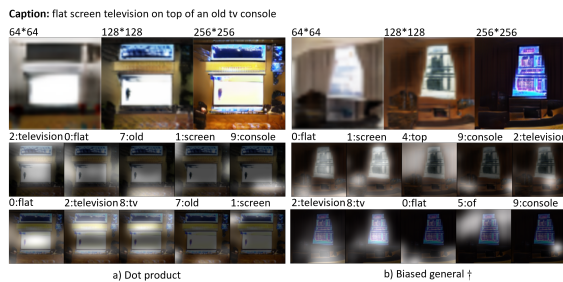 Caption: flat screen television on top of an old tv console
64*64 128*128 256*256 64*64 128*128 256*256
2:television 0:flat 7:old 1:screen 9:console 0:flat 1:screen 4:top 9:console 2:television
0:flat 2:television 8:tv 7:old 1:screen 2:television 8:tv 0:flat 5:of 9:console
a) Dot product b) Biased general †